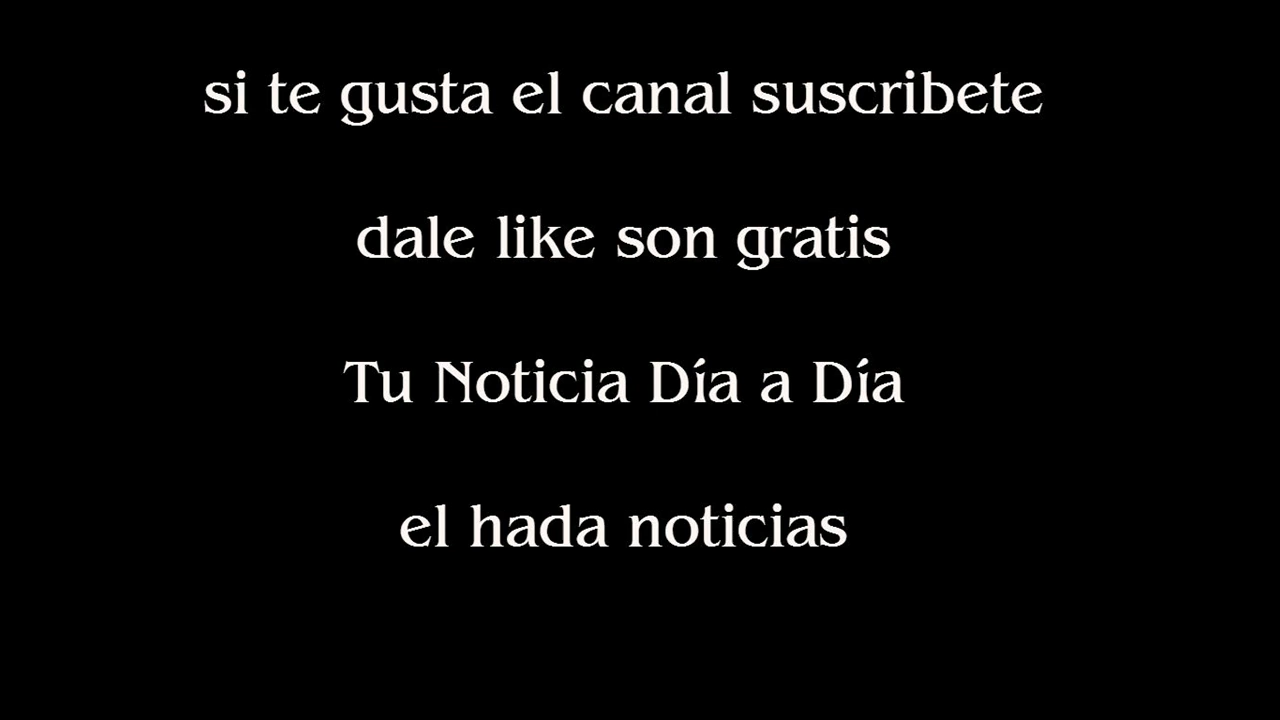 si te gusta el canal suscribete
dale like son gratis
Tu Noticia Día a Día
el hada noticias